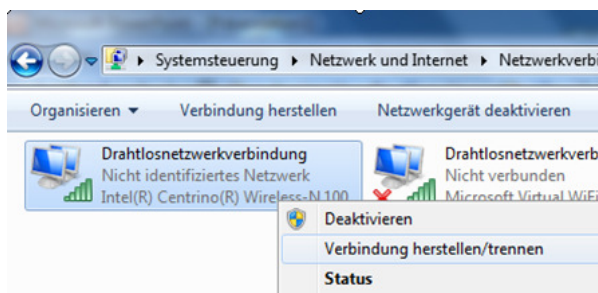 Systemsteuerung ▸ Netzwerk und Internet ▸ Netzwerkverbi
Organisieren Verbindung herstellen Netzwerkgerät deaktivieren
Drahtlosnetzwerkverbindung
Nicht identifiziertes Netzwerk
Intel(R) Centrino(R) Wireless-N 100
Drahtlosnetzwerkverb
Nicht verbunden
Microsoft Virtual WiFi
Deaktivieren
Verbindung herstellen/trennen
Status